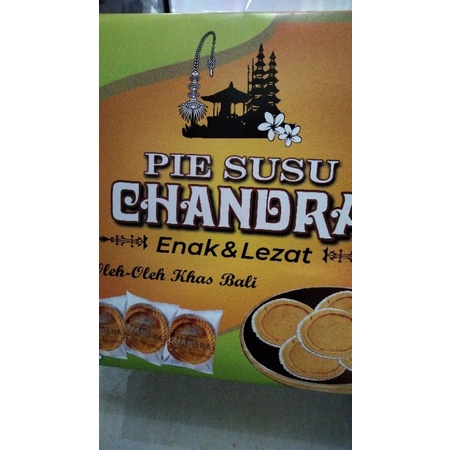 PIE SUSU
CHANDRA
Enak&Lezat
Oleh-Oleh Khas Bali